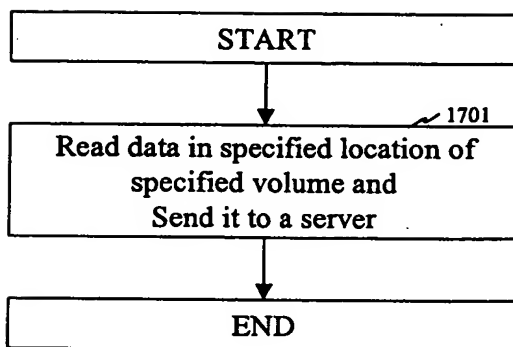 START
1701
Read data in specified location of
specified volume and
Send it to a server
END